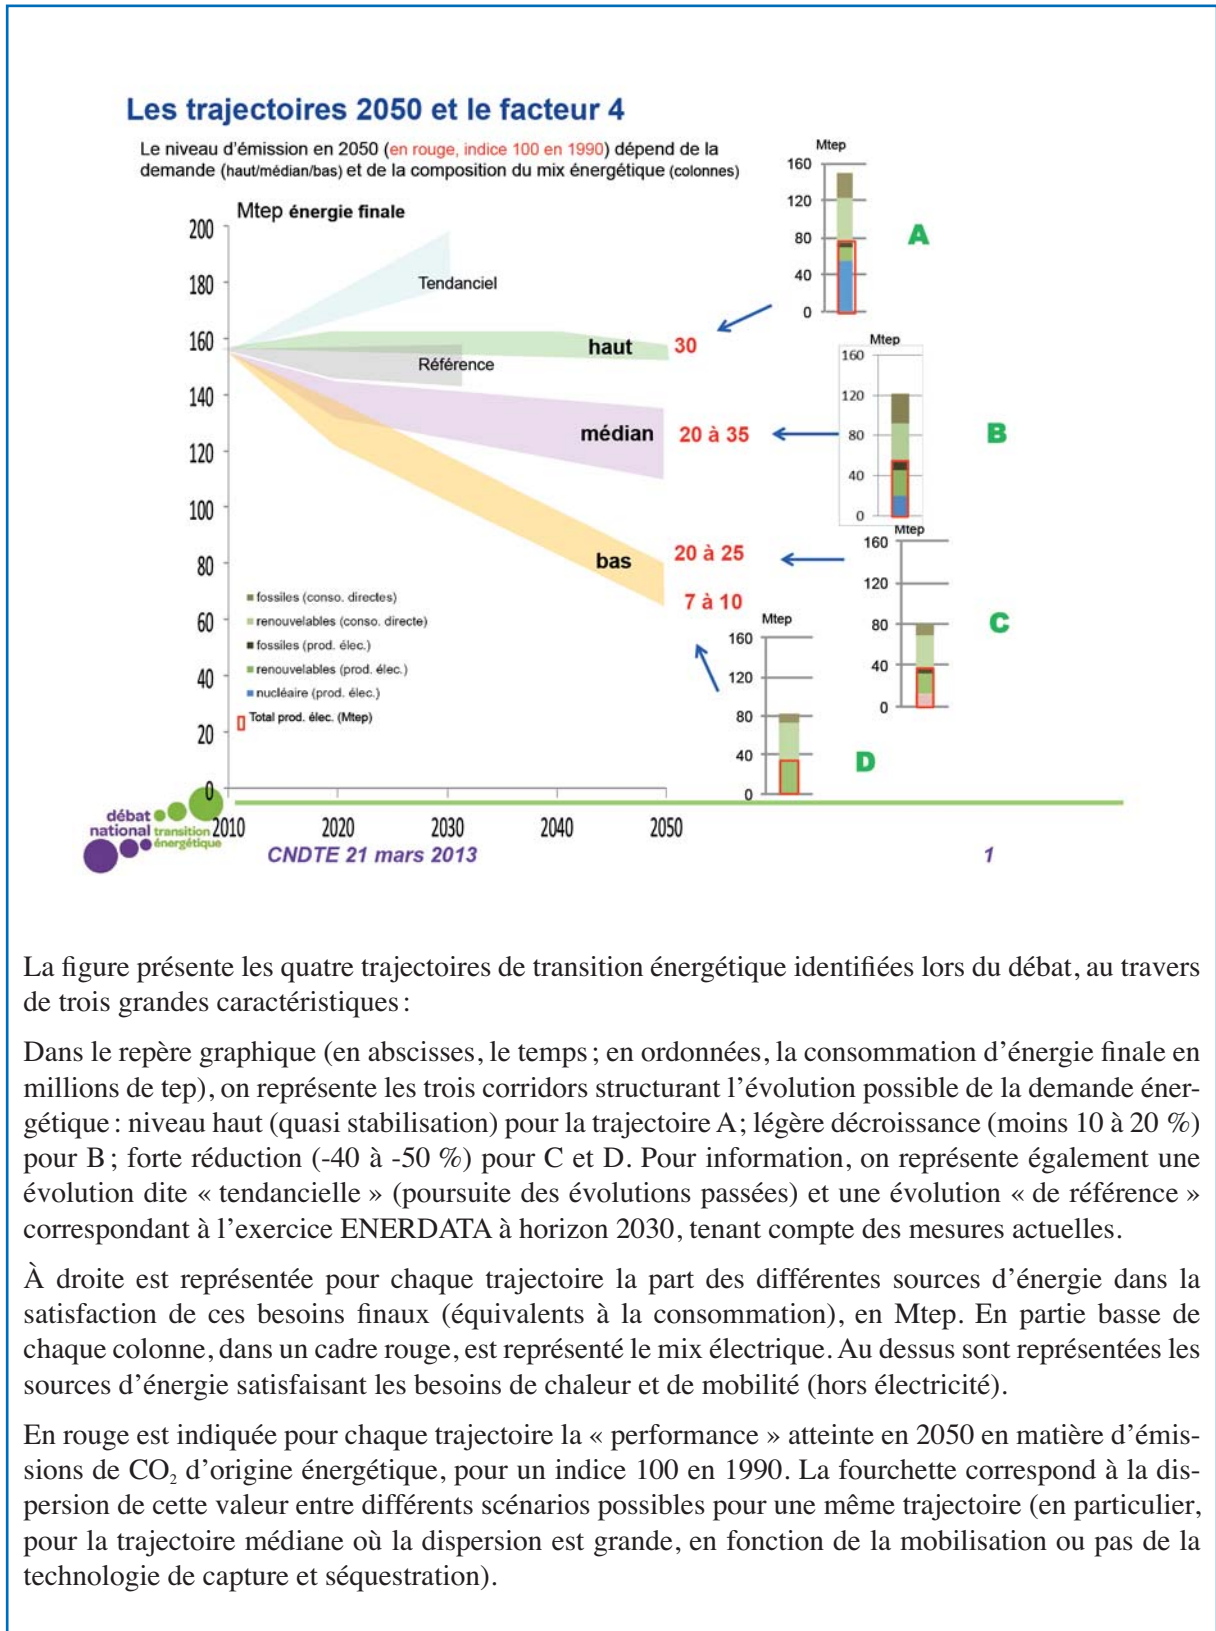 Les trajectoires 2050 et le facteur 4
Le niveau d'émission en 2050 (en rouge, indice 100 en 1990) dépend de la
demande (haut/médian/bas) et de la composition du mix énergétique (colonnes)
Mtep énergie finale
200
180
160
140
120
100
80
60
40
20
0
2010
2020
2030
2040
2050
Tendanciel
haut
30
Référence
médian
20 à 35
bas
20 à 25
7 à 10
fossiles (conso. directes)
renouvelables (conso. directe)
fossiles (prod. élec.)
renouvelables (prod. élec.)
nucléaire (prod. élec.)
Total prod. élec. (Mtep)
Mtep
160
120
80
40
0
A
Mtep
160
120
80
40
0
B
Mtep
160
120
80
40
0
C
Mtep
160
120
80
40
0
D
débat
national transition
énergétique
CNDTE 21 mars 2013
1
La figure présente les quatre trajectoires de transition énergétique identifiées lors du débat, au travers
de trois grandes caractéristiques :
Dans le repère graphique (en abscisses, le temps ; en ordonnées, la consommation d'énergie finale en
millions de tep), on représente les trois corridors structurant l'évolution possible de la demande éner-
gétique : niveau haut (quasi stabilisation) pour la trajectoire A ; légère décroissance (moins 10 à 20 %)
pour B ; forte réduction (-40 à -50 %) pour C et D. Pour information, on représente également une
évolution dite « tendancielle » (poursuite des évolutions passées) et une évolution « de référence »
correspondant à l'exercice ENERDATA à horizon 2030, tenant compte des mesures actuelles.
À droite est représentée pour chaque trajectoire la part des différentes sources d'énergie dans la
satisfaction de ces besoins finaux (équivalents à la consommation), en Mtep. En partie basse de
chaque colonne, dans un cadre rouge, est représenté le mix électrique. Au dessus sont représentées les
sources d'énergie satisfaisant les besoins de chaleur et de mobilité (hors électricité).
En rouge est indiquée pour chaque trajectoire la « performance » atteinte en 2050 en matière d'émis-
sions de CO₂ d'origine énergétique, pour un indice 100 en 1990. La fourchette correspond à la dis-
persion de cette valeur entre différents scénarios possibles pour une même trajectoire (en particulier,
pour la trajectoire médiane où la dispersion est grande, en fonction de la mobilisation ou pas de la
technologie de capture et séquestration).